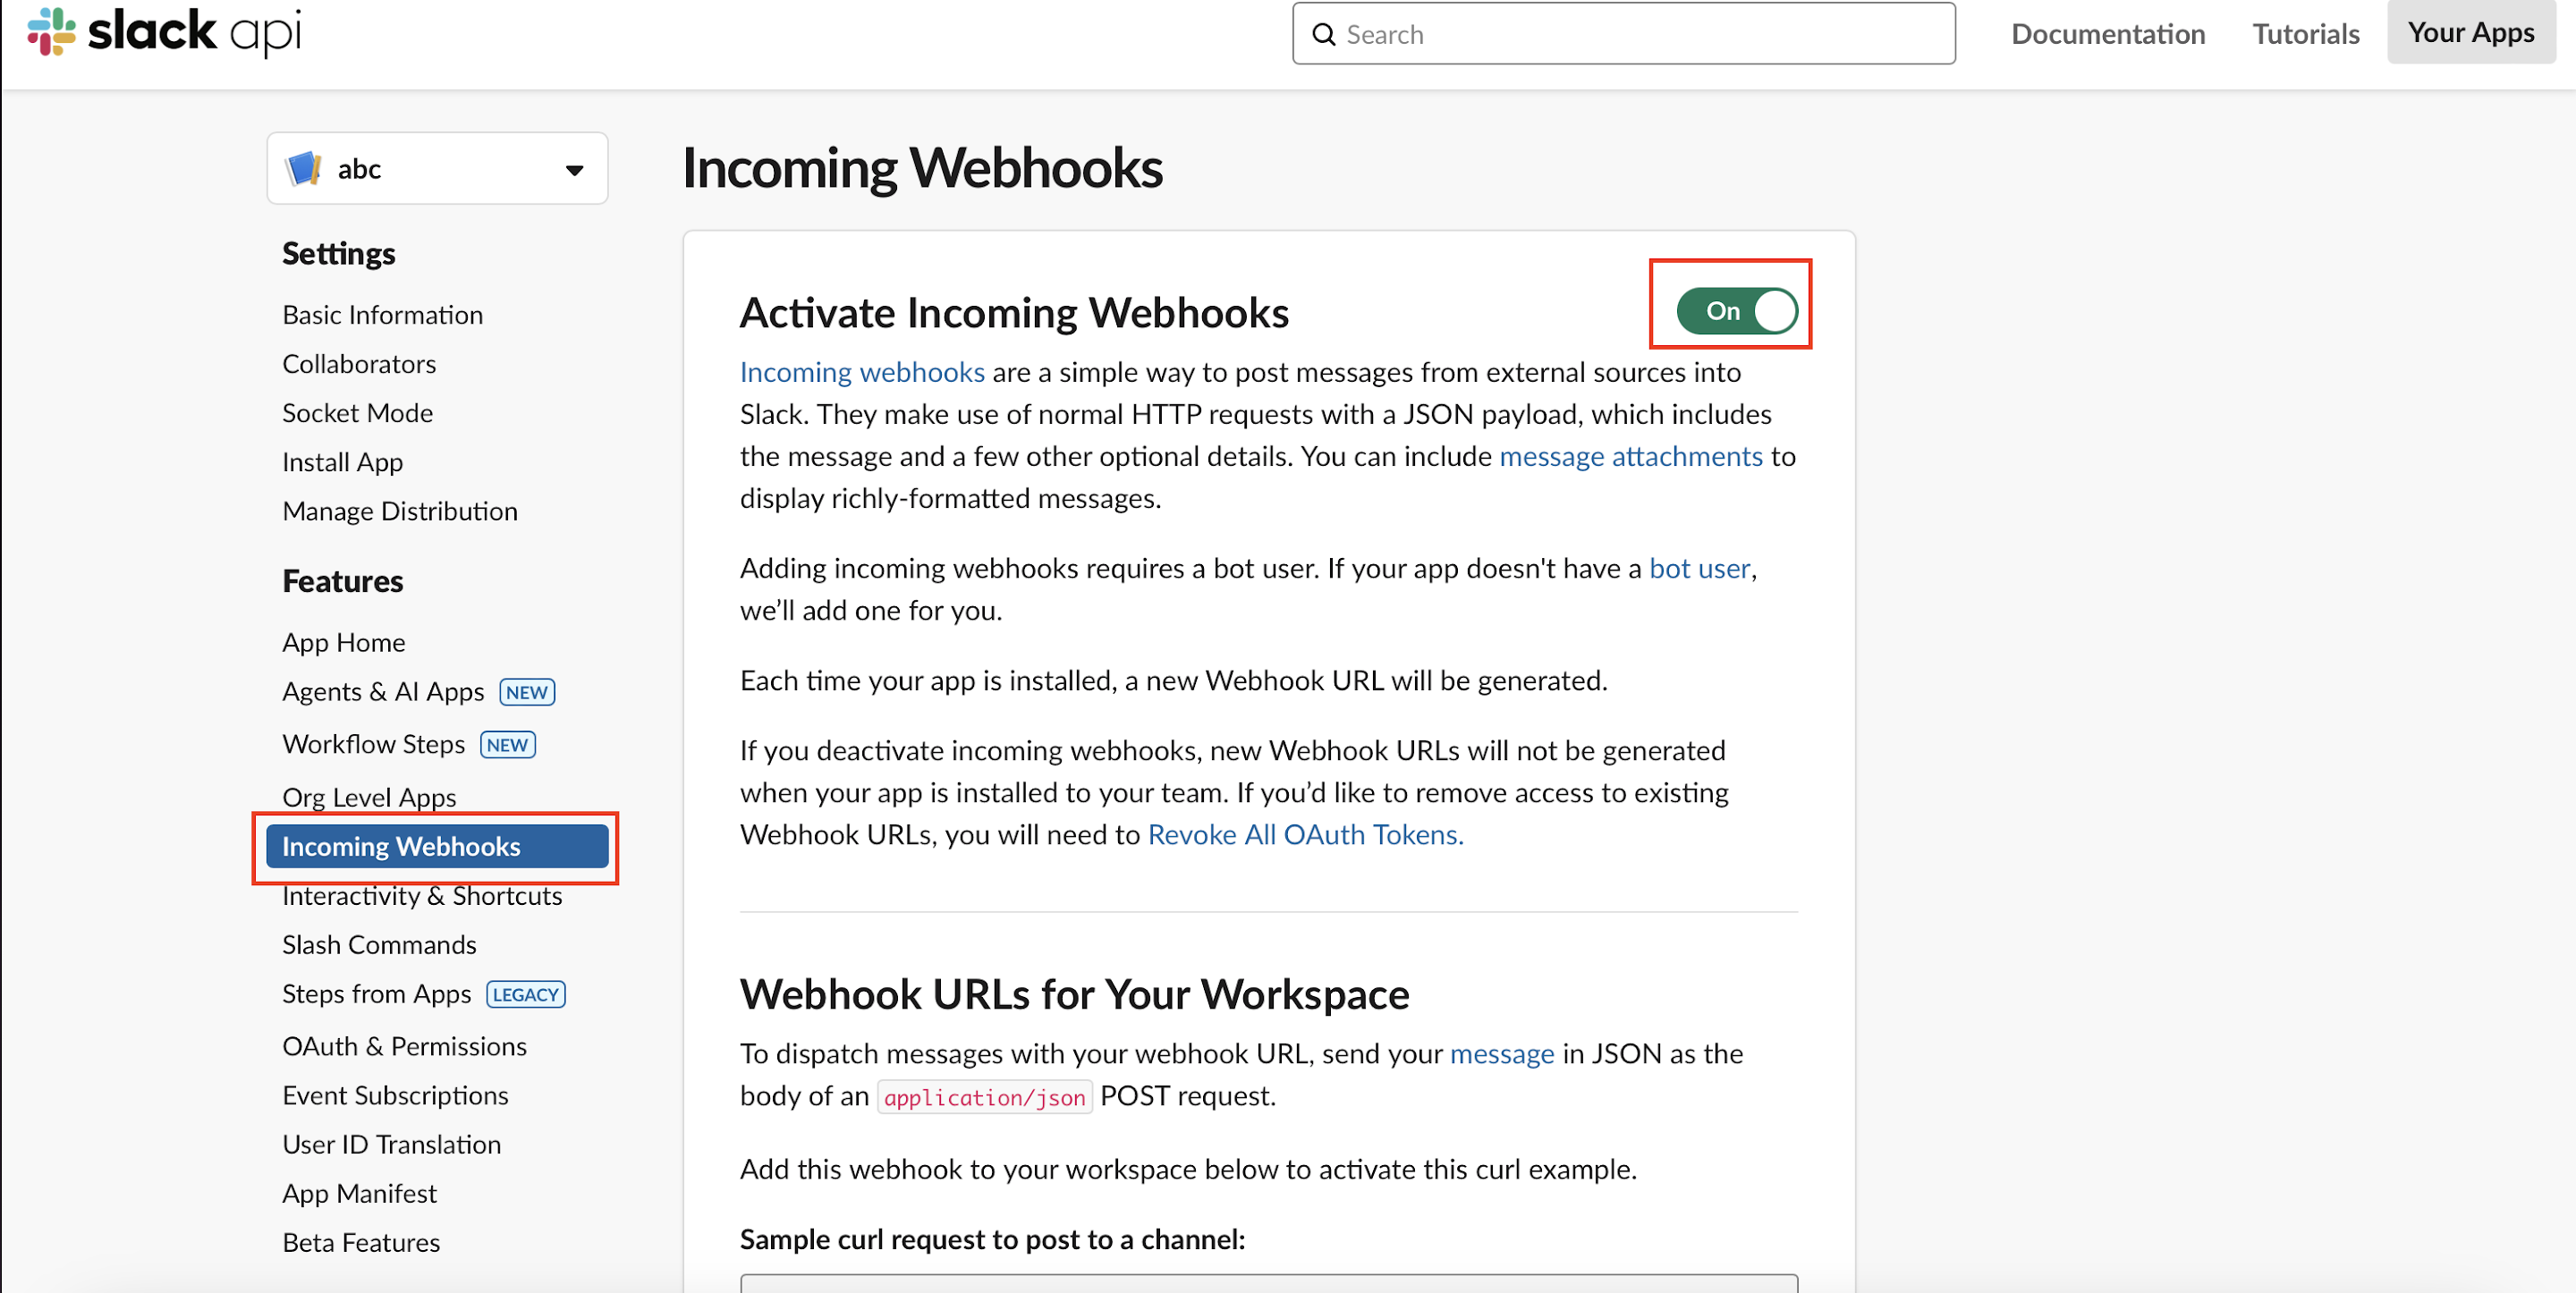 slack api
Search
Documentation
Tutorials
Your Apps
abc
Settings
Basic Information
Collaborators
Socket Mode
Install App
Manage Distribution
Features
App Home
Agents & AI Apps NEW
Workflow Steps NEW
Org Level Apps
Incoming Webhooks
Interactivity & Shortcuts
Slash Commands
Steps from Apps LEGACY
OAuth & Permissions
Event Subscriptions
User ID Translation
App Manifest
Beta Features
Incoming Webhooks
Activate Incoming Webhooks
On
Incoming webhooks are a simple way to post messages from external sources into
Slack. They make use of normal HTTP requests with a JSON payload, which includes
the message and a few other optional details. You can include message attachments to
display richly-formatted messages.
Adding incoming webhooks requires a bot user. If your app doesn't have a bot user,
we’ll add one for you.
Each time your app is installed, a new Webhook URL will be generated.
If you deactivate incoming webhooks, new Webhook URLs will not be generated
when your app is installed to your team. If you’d like to remove access to existing
Webhook URLs, you will need to Revoke All OAuth Tokens.
Webhook URLs for Your Workspace
To dispatch messages with your webhook URL, send your message in JSON as the
body of an application/json POST request.
Add this webhook to your workspace below to activate this curl example.
Sample curl request to post to a channel: